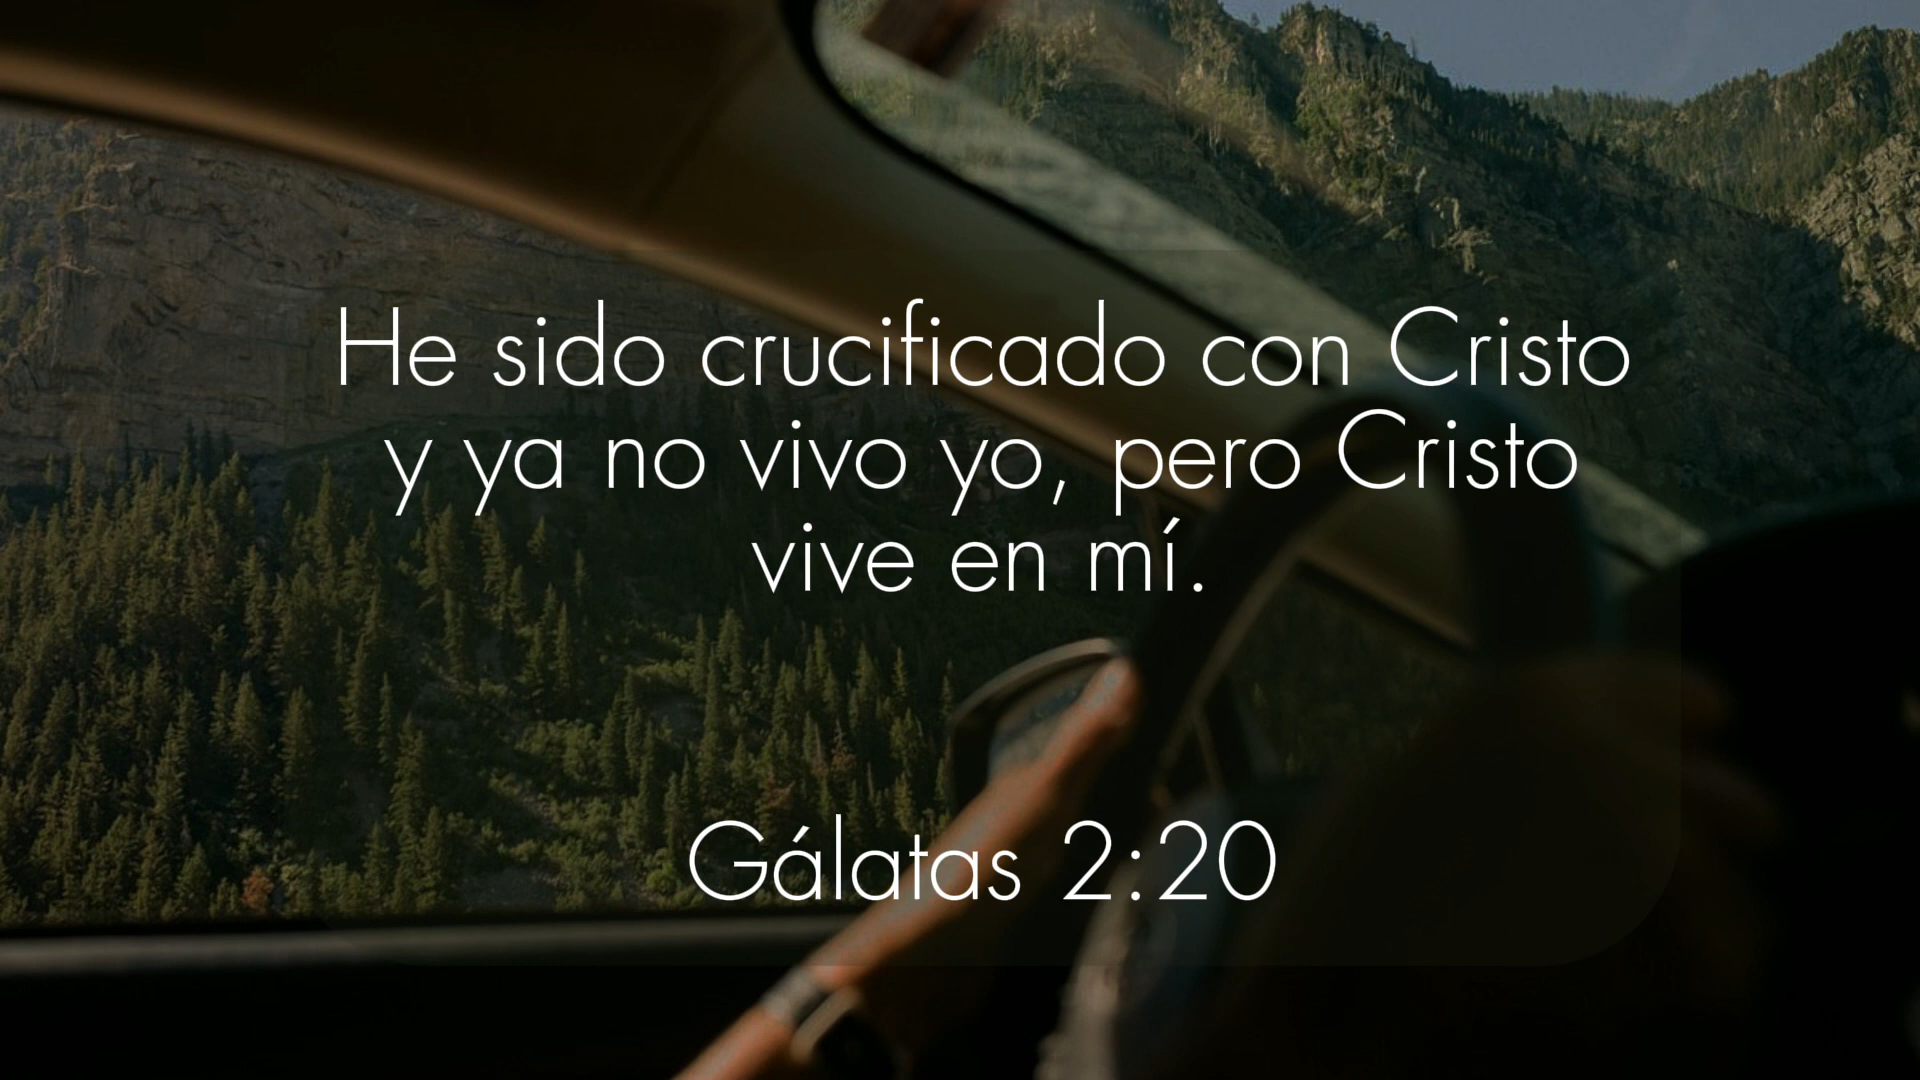 He sido crucificado con Cristo
y ya no vivo yo, pero Cristo
vive en mí.
Gálatas 2:20